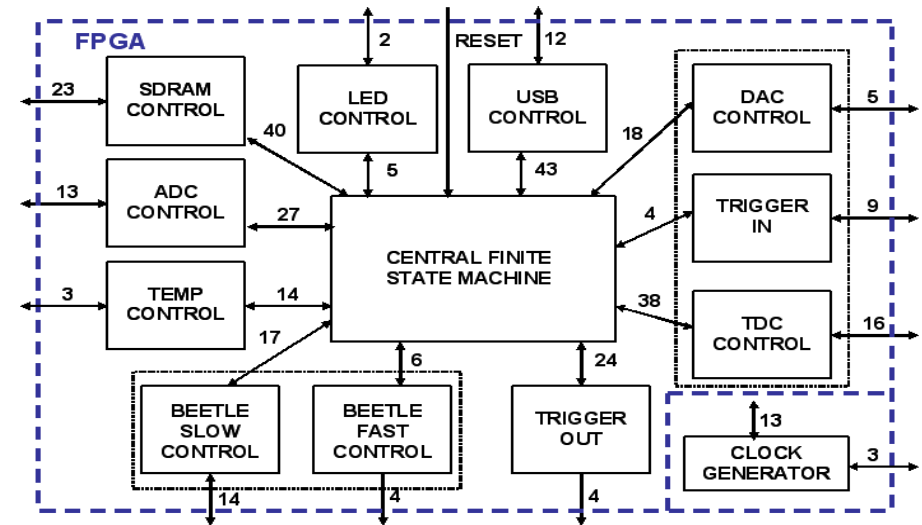 FPGA
2
RESET
12
23
SDRAM
CONTROL
LED
CONTROL
USB
CONTROL
DAC
CONTROL
5
40
5
43
18
13
ADC
CONTROL
27
4
TRIGGER
IN
9
CENTRAL FINITE
STATE MACHINE
3
TEMP
CONTROL
14
38
TDC
CONTROL
16
17
6
24
BEETLE
SLOW
CONTROL
BEETLE
FAST
CONTROL
TRIGGER
OUT
13
CLOCK
GENERATOR
3
14
4
4